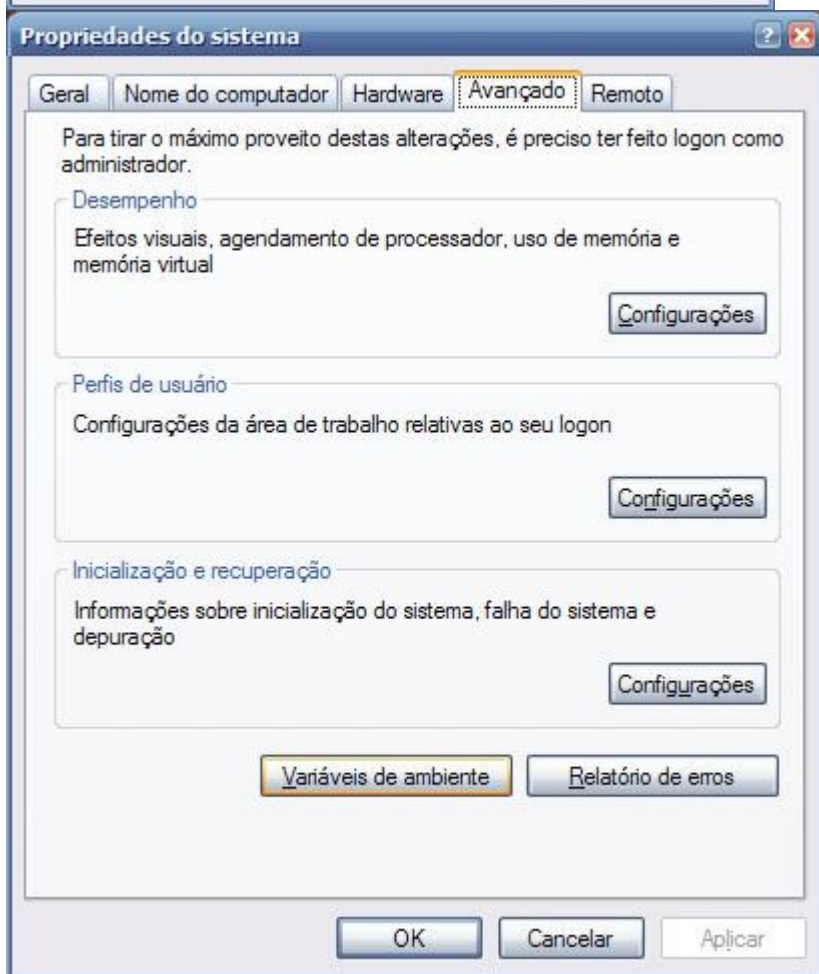 Propriedades do sistema
Geral Nome do computador Hardware Avançado Remoto
Para tirar o máximo proveito destas alterações, é preciso ter feito logon como
administrador.
Desempenho
Efeitos visuais, agendamento de processador, uso de memória e
memória virtual
Configurações
Perfis de usuário
Configurações da área de trabalho relativas ao seu logon
Configurações
Inicialização e recuperação
Informações sobre inicialização do sistema, falha do sistema e
depuração
Configurações
Variáveis de ambiente Relatório de erros
OK Cancelar Aplicar